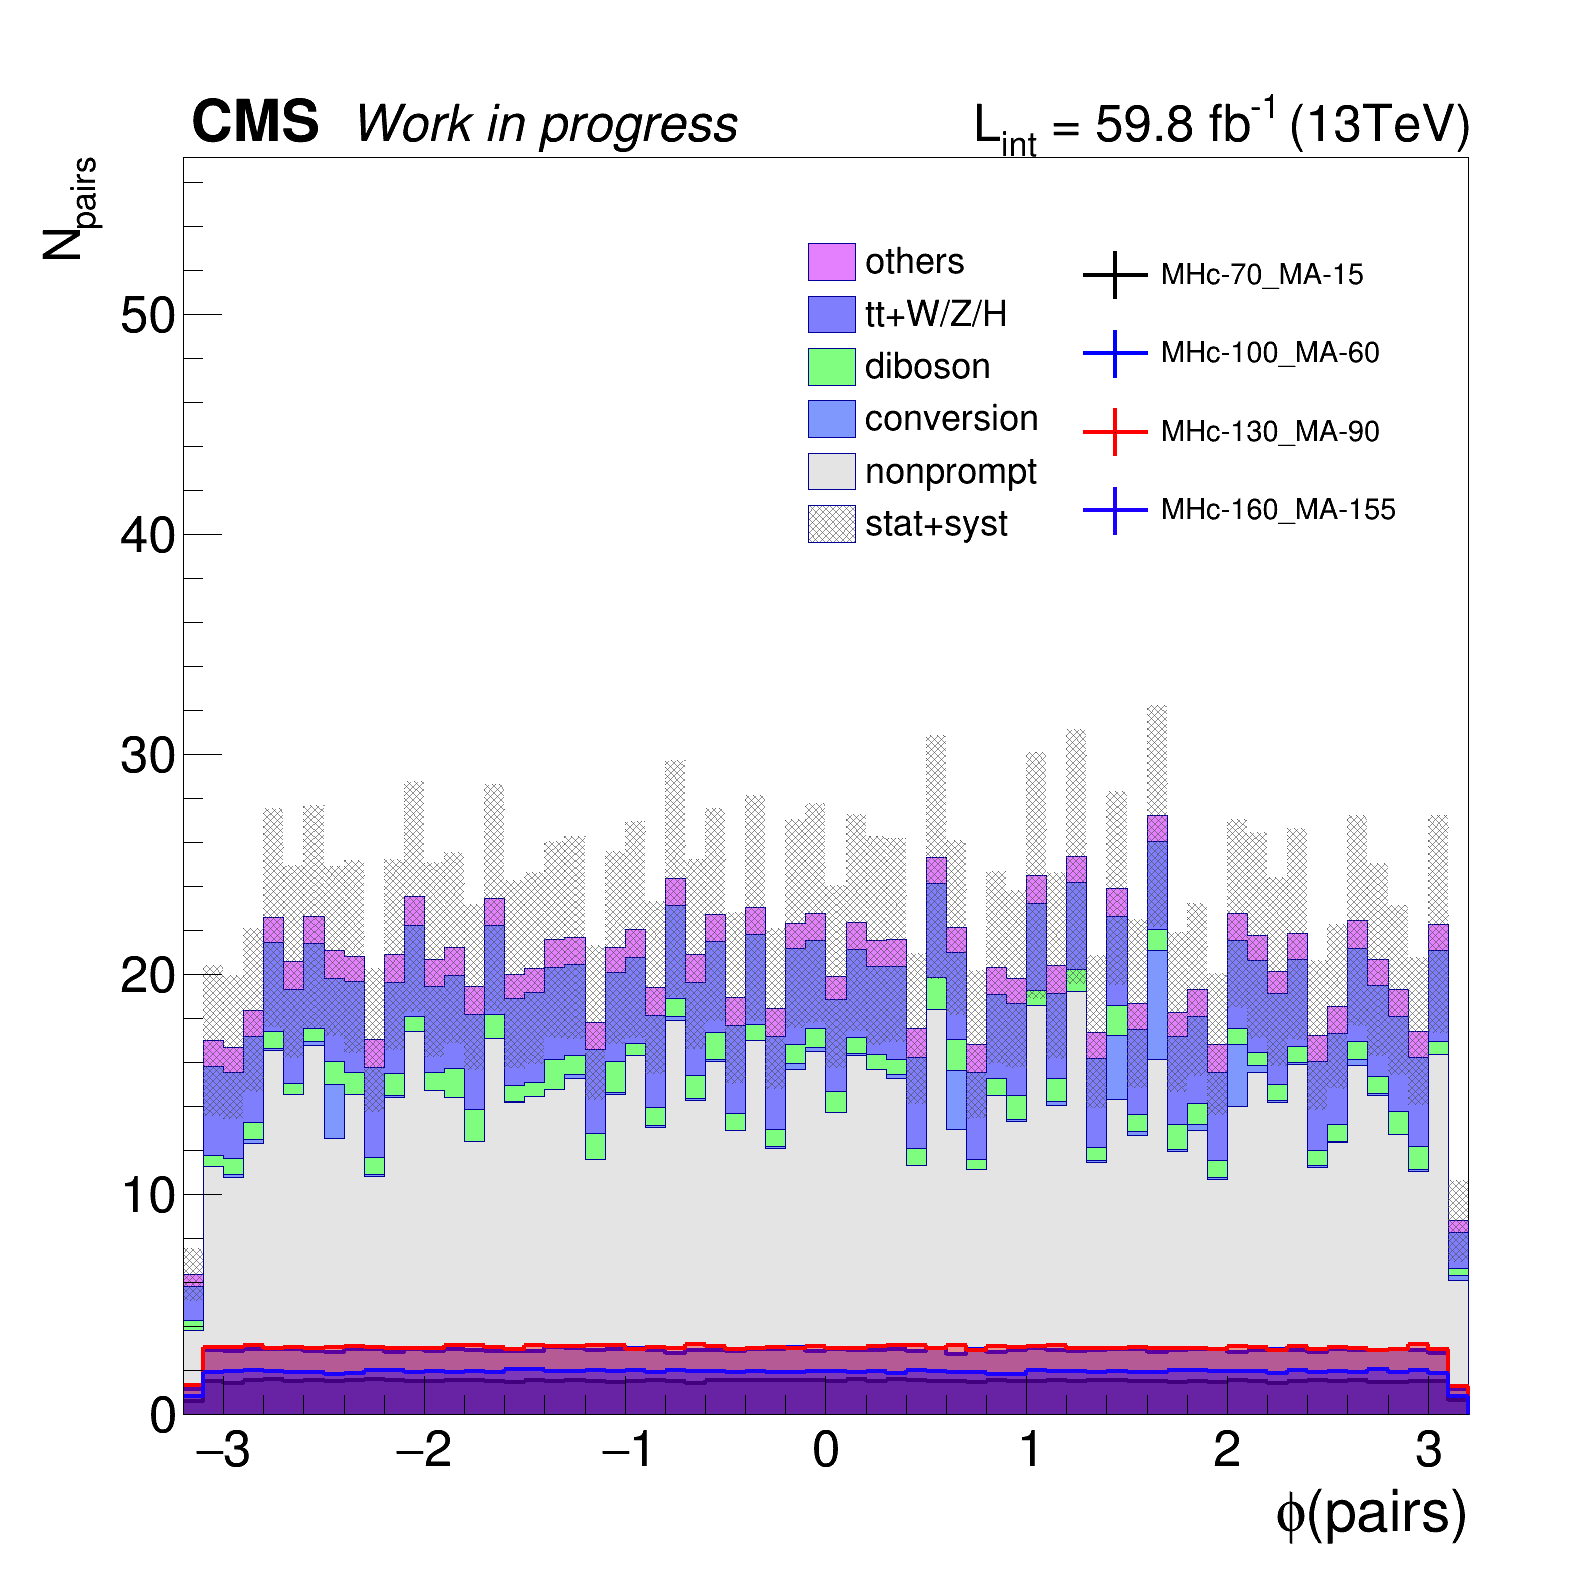 CMS Work in progress
L_int = 59.8 fb^-1 (13TeV)
N_pairs
others
tt+W/Z/H
diboson
conversion
nonprompt
stat+syst
MHc-70_MA-15
MHc-100_MA-60
MHc-130_MA-90
MHc-160_MA-155
50
40
30
20
10
0
−3 −2 −1 0 1 2 3
ϕ(pairs)